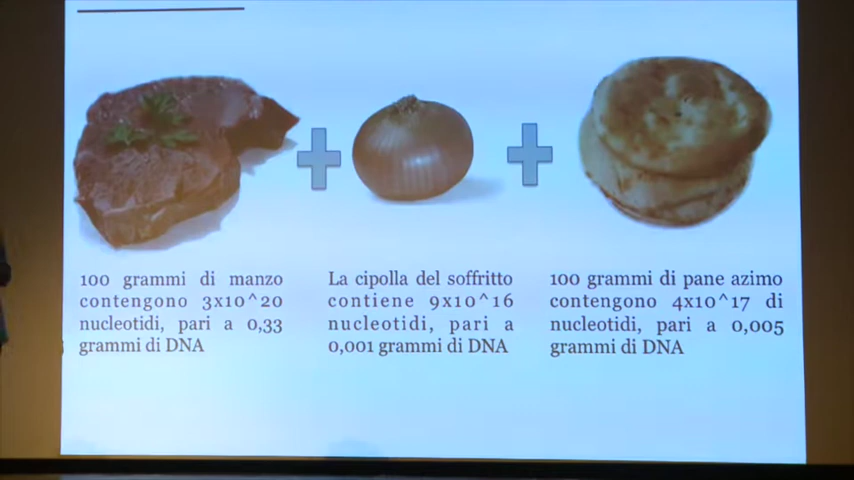 100 grammi di manzo
contengono 3x10^20
nucleotidi, pari a 0,33
grammi di DNA
La cipolla del soffritto
contiene 9x10^16
nucleotidi, pari a
0,001 grammi di DNA
100 grammi di pane azimo
contengono 4x10^17 di
nucleotidi, pari a 0,005
grammi di DNA